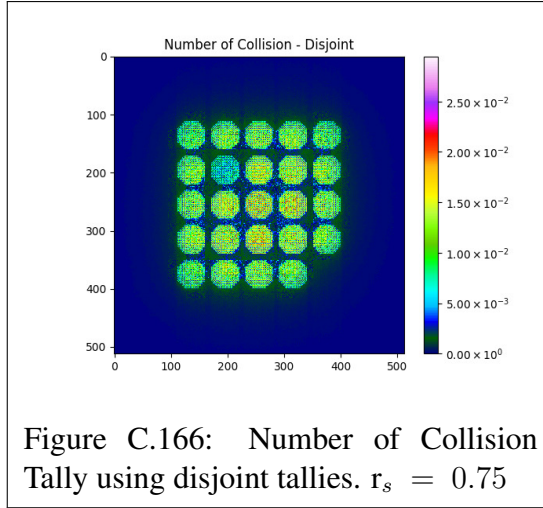 Number of Collision - Disjoint
0
100
200
300
400
500
0 100 200 300 400 500
2.50 × 10⁻²
2.00 × 10⁻²
1.50 × 10⁻²
1.00 × 10⁻²
5.00 × 10⁻³
0.00 × 10⁰
Figure C.166: Number of Collision
Tally using disjoint tallies. rₛ = 0.75